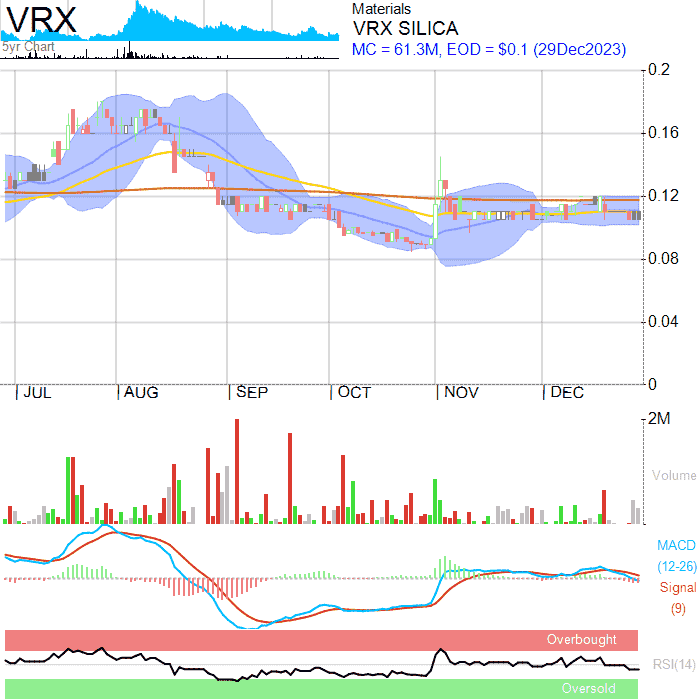 VRX
5yr Chart
Materials
VRX SILICA
MC = 61.3M, EOD = $0.1 (29Dec2023)
0.2
0.16
0.12
0.08
0.04
0
JUL AUG SEP OCT NOV DEC
2M
Volume
MACD
(12-26)
Signal
(9)
Overbought
RSI(14)
Oversold